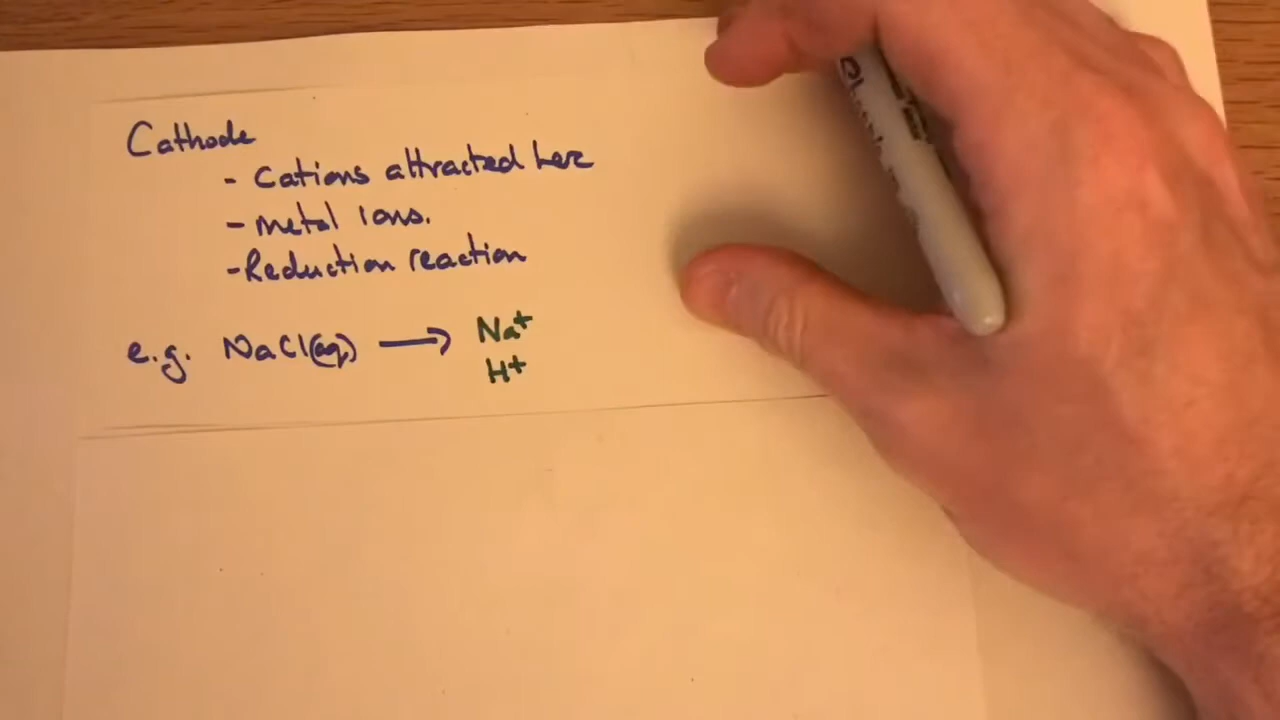 Cathode
- Cations attracted here
- metal ions.
- Reduction reaction
e.g. NaCl(aq) ⟶ Na⁺
H⁺